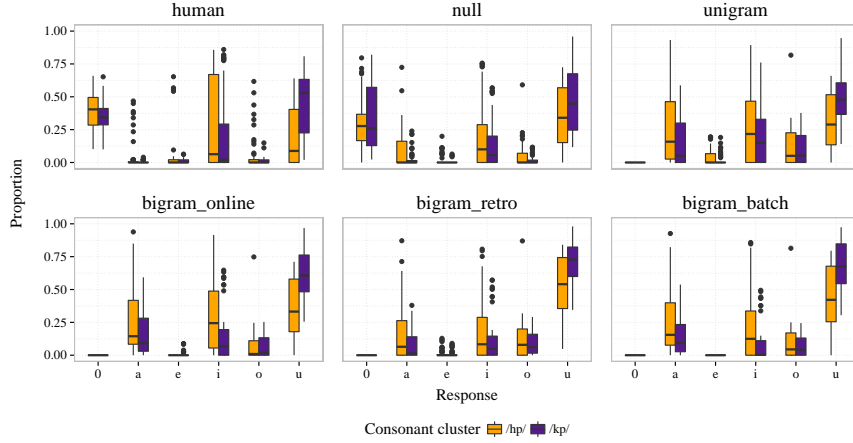 human null unigram
1.00
0.75
0.50
0.25
0.00
bigram_online bigram_retro bigram_batch
1.00
0.75
0.50
0.25
0.00
Proportion
0 a e i o u 0 a e i o u 0 a e i o u
Response
Consonant cluster /hp/ /kp/